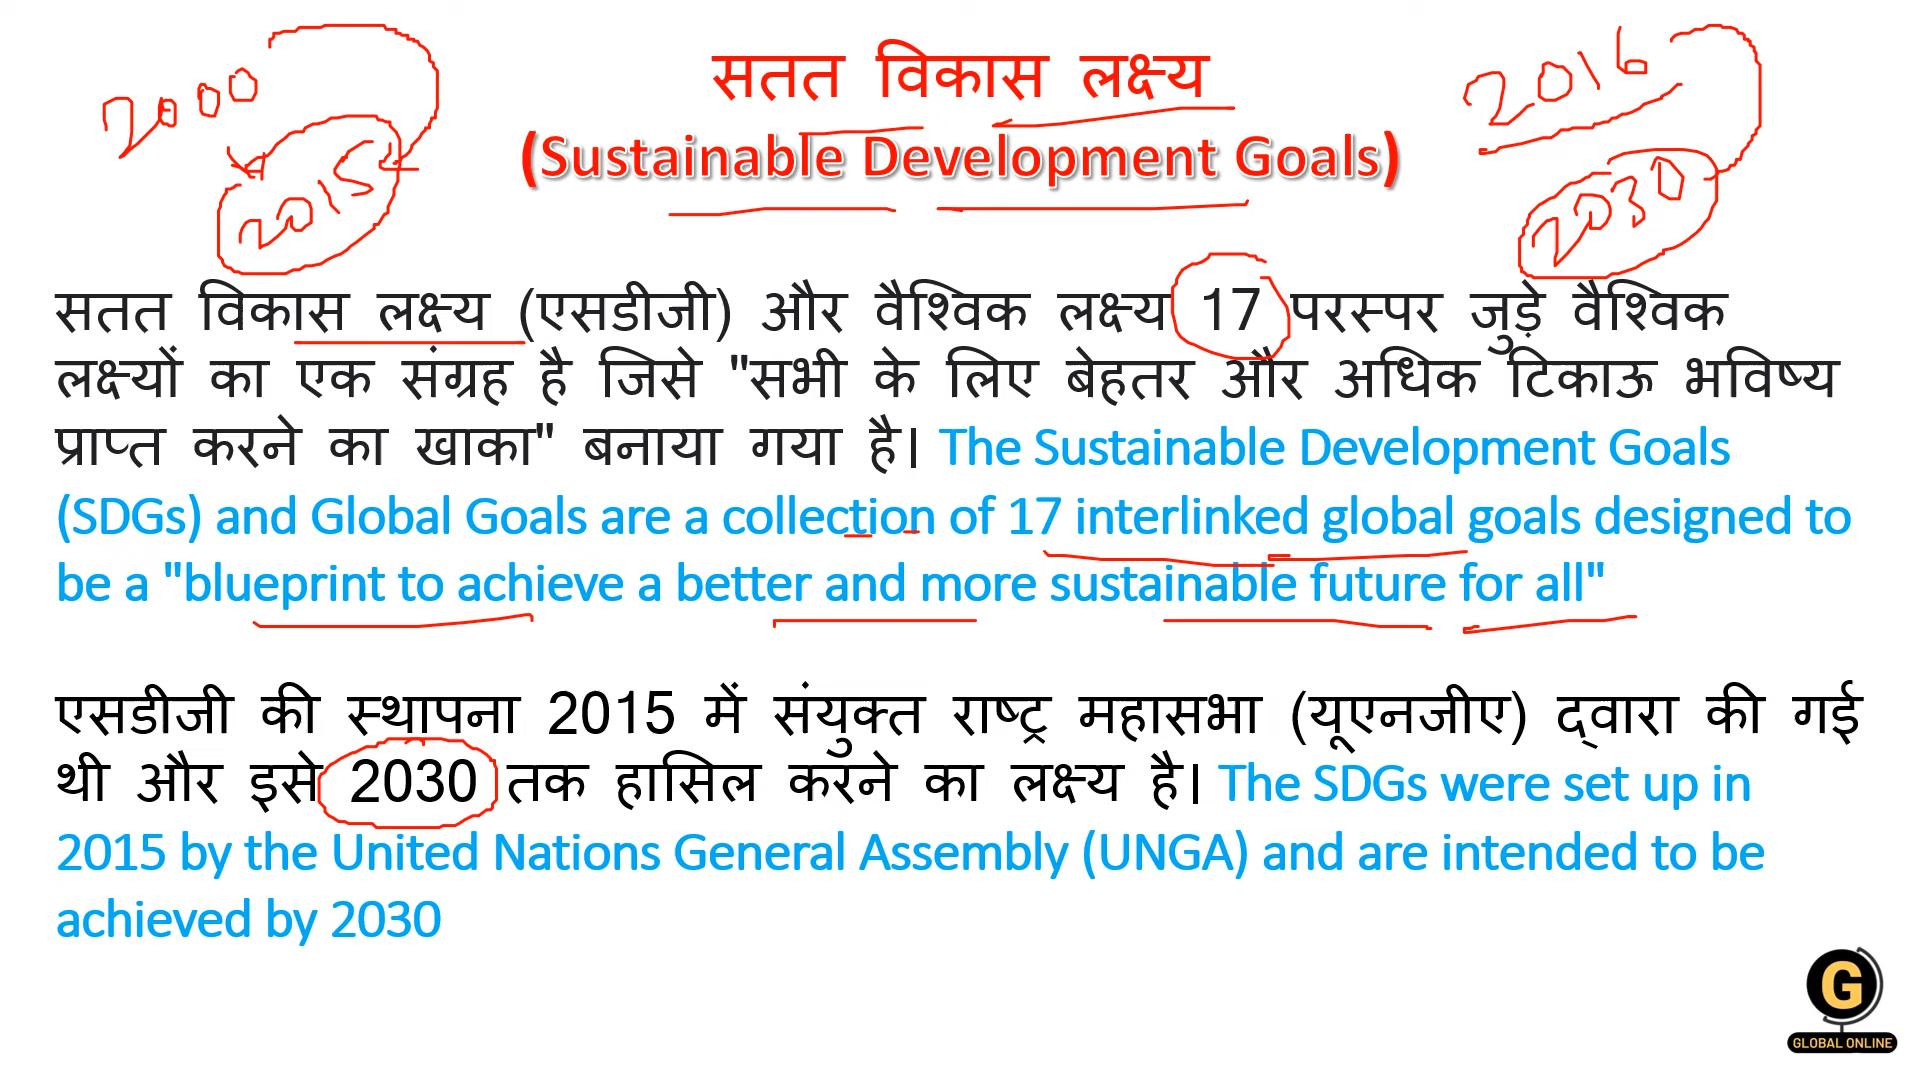 2000
2015
सतत विकास लक्ष्य
(Sustainable Development Goals)
2016
2030
सतत विकास लक्ष्य (एसडीजी) और वैश्विक लक्ष्य 17 परस्पर जुड़े वैश्विक
लक्ष्यों का एक संग्रह है जिसे "सभी के लिए बेहतर और अधिक टिकाऊ भविष्य
प्राप्त करने का खाका" बनाया गया है। The Sustainable Development Goals
(SDGs) and Global Goals are a collection of 17 interlinked global goals designed to
be a "blueprint to achieve a better and more sustainable future for all"
एसडीजी की स्थापना 2015 में संयुक्त राष्ट्र महासभा (यूएनजीए) द्वारा की गई
थी और इसे 2030 तक हासिल करने का लक्ष्य है। The SDGs were set up in
2015 by the United Nations General Assembly (UNGA) and are intended to be
achieved by 2030
G
GLOBAL ONLINE